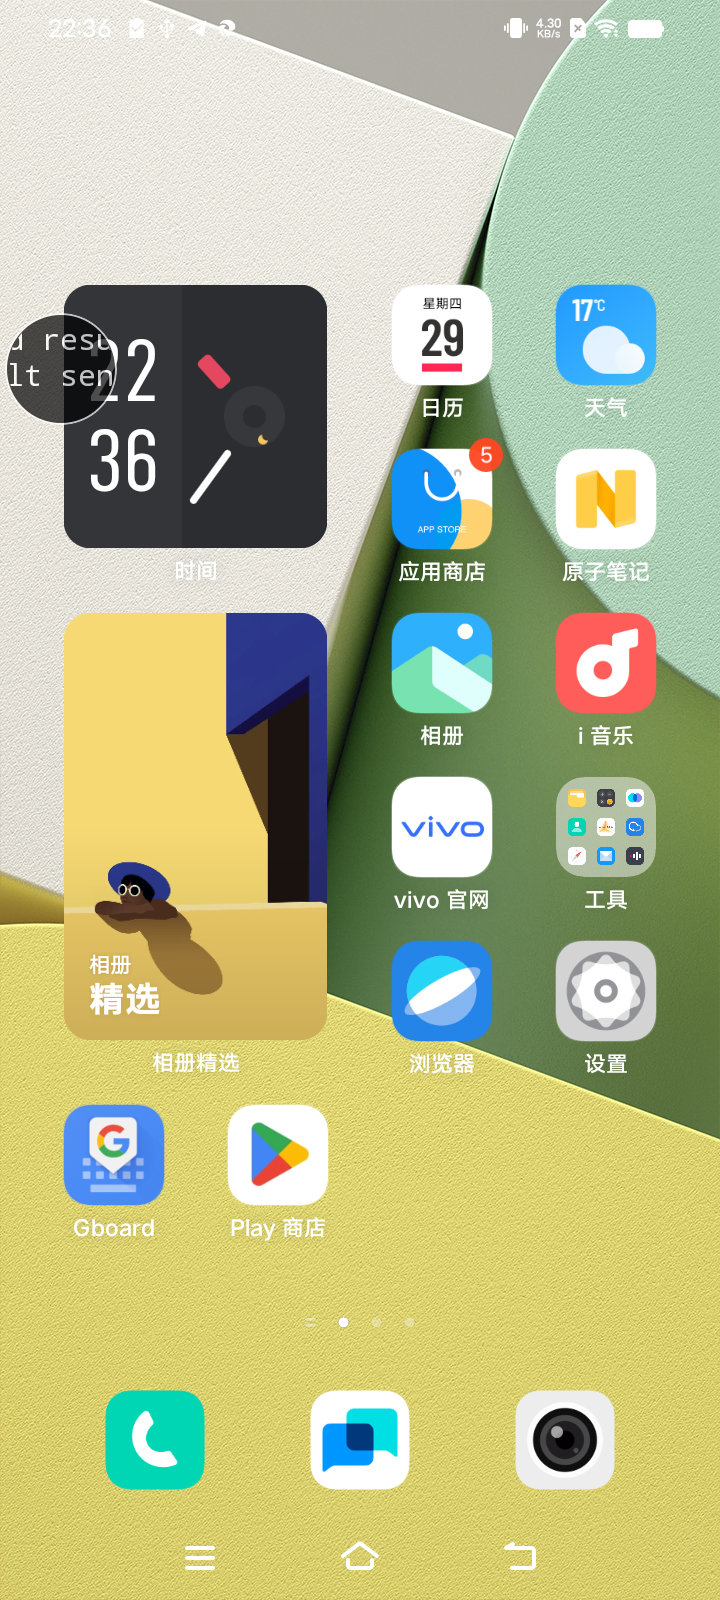 22:36
4.30
KB/s
d resu
lt sen
22
36
时间
星期四
29
日历
17°C
天气
5
APP STORE
应用商店
原子笔记
相册
精选
相册精选
相册
i 音乐
vivo
vivo 官网
工具
浏览器
设置
Gboard
Play 商店